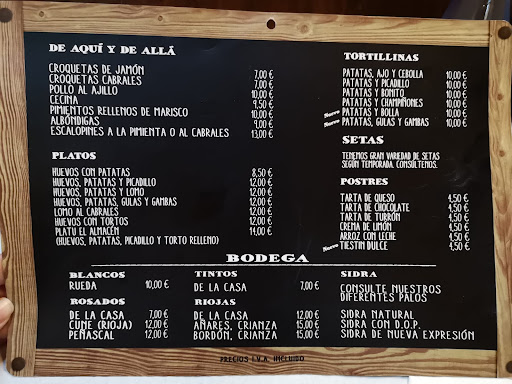 DE AQUÍ Y DE ALLÁ
CROQUETAS DE JAMÓN 7,00 €
CROQUETAS CABRALES 7,00 €
POLLO AL AJILLO 10,00 €
CECINA 9,50 €
PIMIENTOS RELLENOS DE MARISCO 10,00 €
ALBÓNDIGAS 9,00 €
ESCALOPINES A LA PIMIENTA O AL CABRALES 13,00 €
PLATOS
HUEVOS CON PATATAS 8,50 €
HUEVOS, PATATAS Y PICADILLO 12,00 €
HUEVOS, PATATAS Y LOMO 12,00 €
HUEVOS, PATATAS, GULAS Y GAMBAS 12,00 €
LOMO AL CABRALES 12,00 €
HUEVOS CON TORTOS 12,00 €
PLATU EL ALMACÉN 14,00 €
(HUEVOS, PATATAS, PICADILLO Y TORTO RELLENO)
TORTILLINAS
PATATAS, AJO Y CEBOLLA 10,00 €
PATATAS Y PICADILLO 10,00 €
PATATAS Y BONITO 10,00 €
PATATAS Y CHAMPIÑONES 10,00 €
Nuevo PATATAS Y BOLLA 10,00 €
Nuevo PATATAS, GULAS Y GAMBAS 10,00 €
SETAS
TENEMOS GRAN VARIEDAD DE SETAS
SEGÚN TEMPORADA. CONSÚLTENOS.
POSTRES
TARTA DE QUESO 4,50 €
TARTA DE CHOCOLATE 4,50 €
TARTA DE TURRÓN 4,50 €
CREMA DE LIMÓN 4,50 €
ARROZ CON LECHE 4,50 €
Nuevo TIESTIN DULCE 4,50 €
BODEGA
BLANCOS
RUEDA 10,00 €
ROSADOS
DE LA CASA 7,00 €
CUNE (RIOJA) 12,00 €
PEÑASCAL 12,00 €
TINTOS
DE LA CASA 7,00 €
RIOJAS
DE LA CASA 12,00 €
AÑARES, CRIANZA 15,00 €
BORDÓN, CRIANZA 15,00 €
SIDRA
CONSULTE NUESTROS
DIFERENTES PALOS
SIDRA NATURAL
SIDRA CON D.O.P.
SIDRA DE NUEVA EXPRESIÓN
PRECIOS I.V.A. INCLUIDO